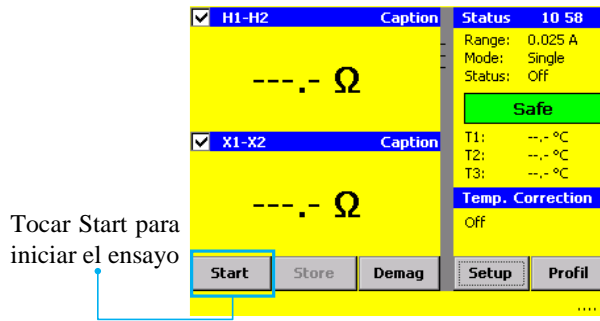 H1-H2 Caption
---.- Ω
X1-X2 Caption
---.- Ω
Status 10 58
Range: 0.025 A
Mode: Single
Status: Off
Safe
T1: --.- °C
T2: --.- °C
T3: --.- °C
Temp. Correction
Off
Tocar Start para
iniciar el ensayo
Start Store Demag Setup Profil
....